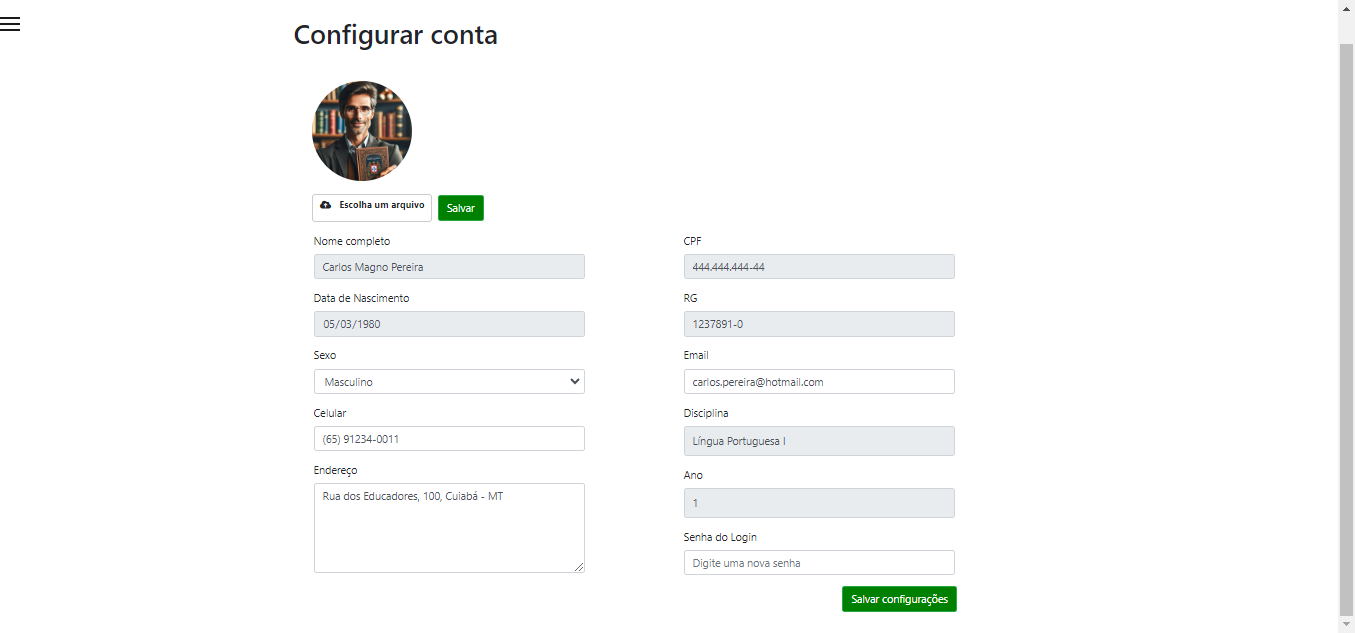 Configurar conta
Escolha um arquivo
Salvar
Nome completo
Carlos Magno Pereira
Data de Nascimento
05/03/1980
Sexo
Masculino
Celular
(65) 91234-0011
Endereço
Rua dos Educadores, 100, Cuiabá - MT
CPF
444.444.444-44
RG
1237891-0
Email
carlos.pereira@hotmail.com
Disciplina
Língua Portuguesa I
Ano
1
Senha do Login
Digite uma nova senha
Salvar configurações